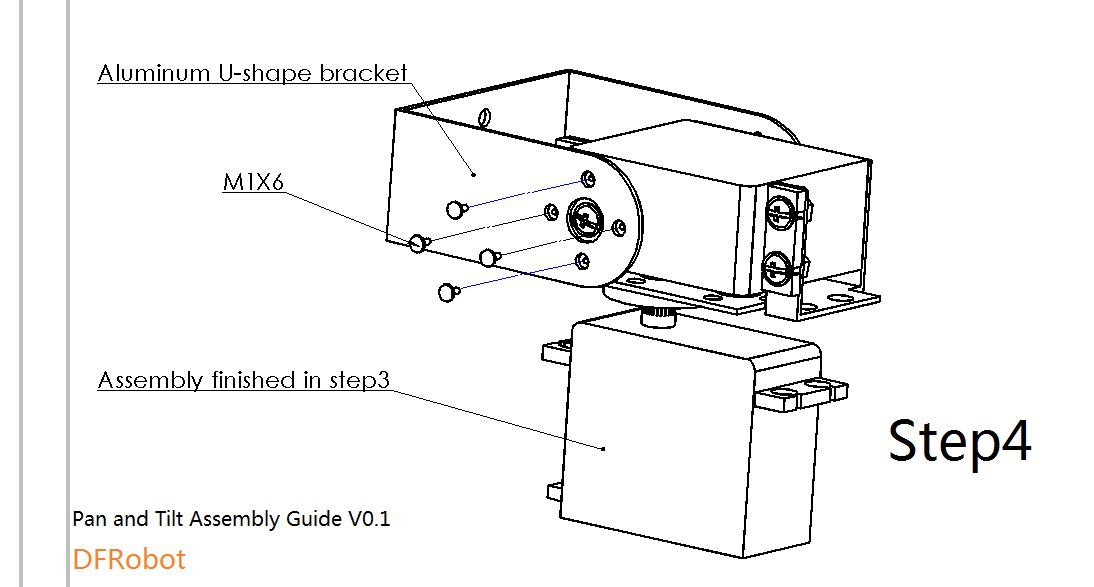 Aluminum U-shape bracket
M1X6
Assembly finished in step3
Step4
Pan and Tilt Assembly Guide V0.1
DFRobot